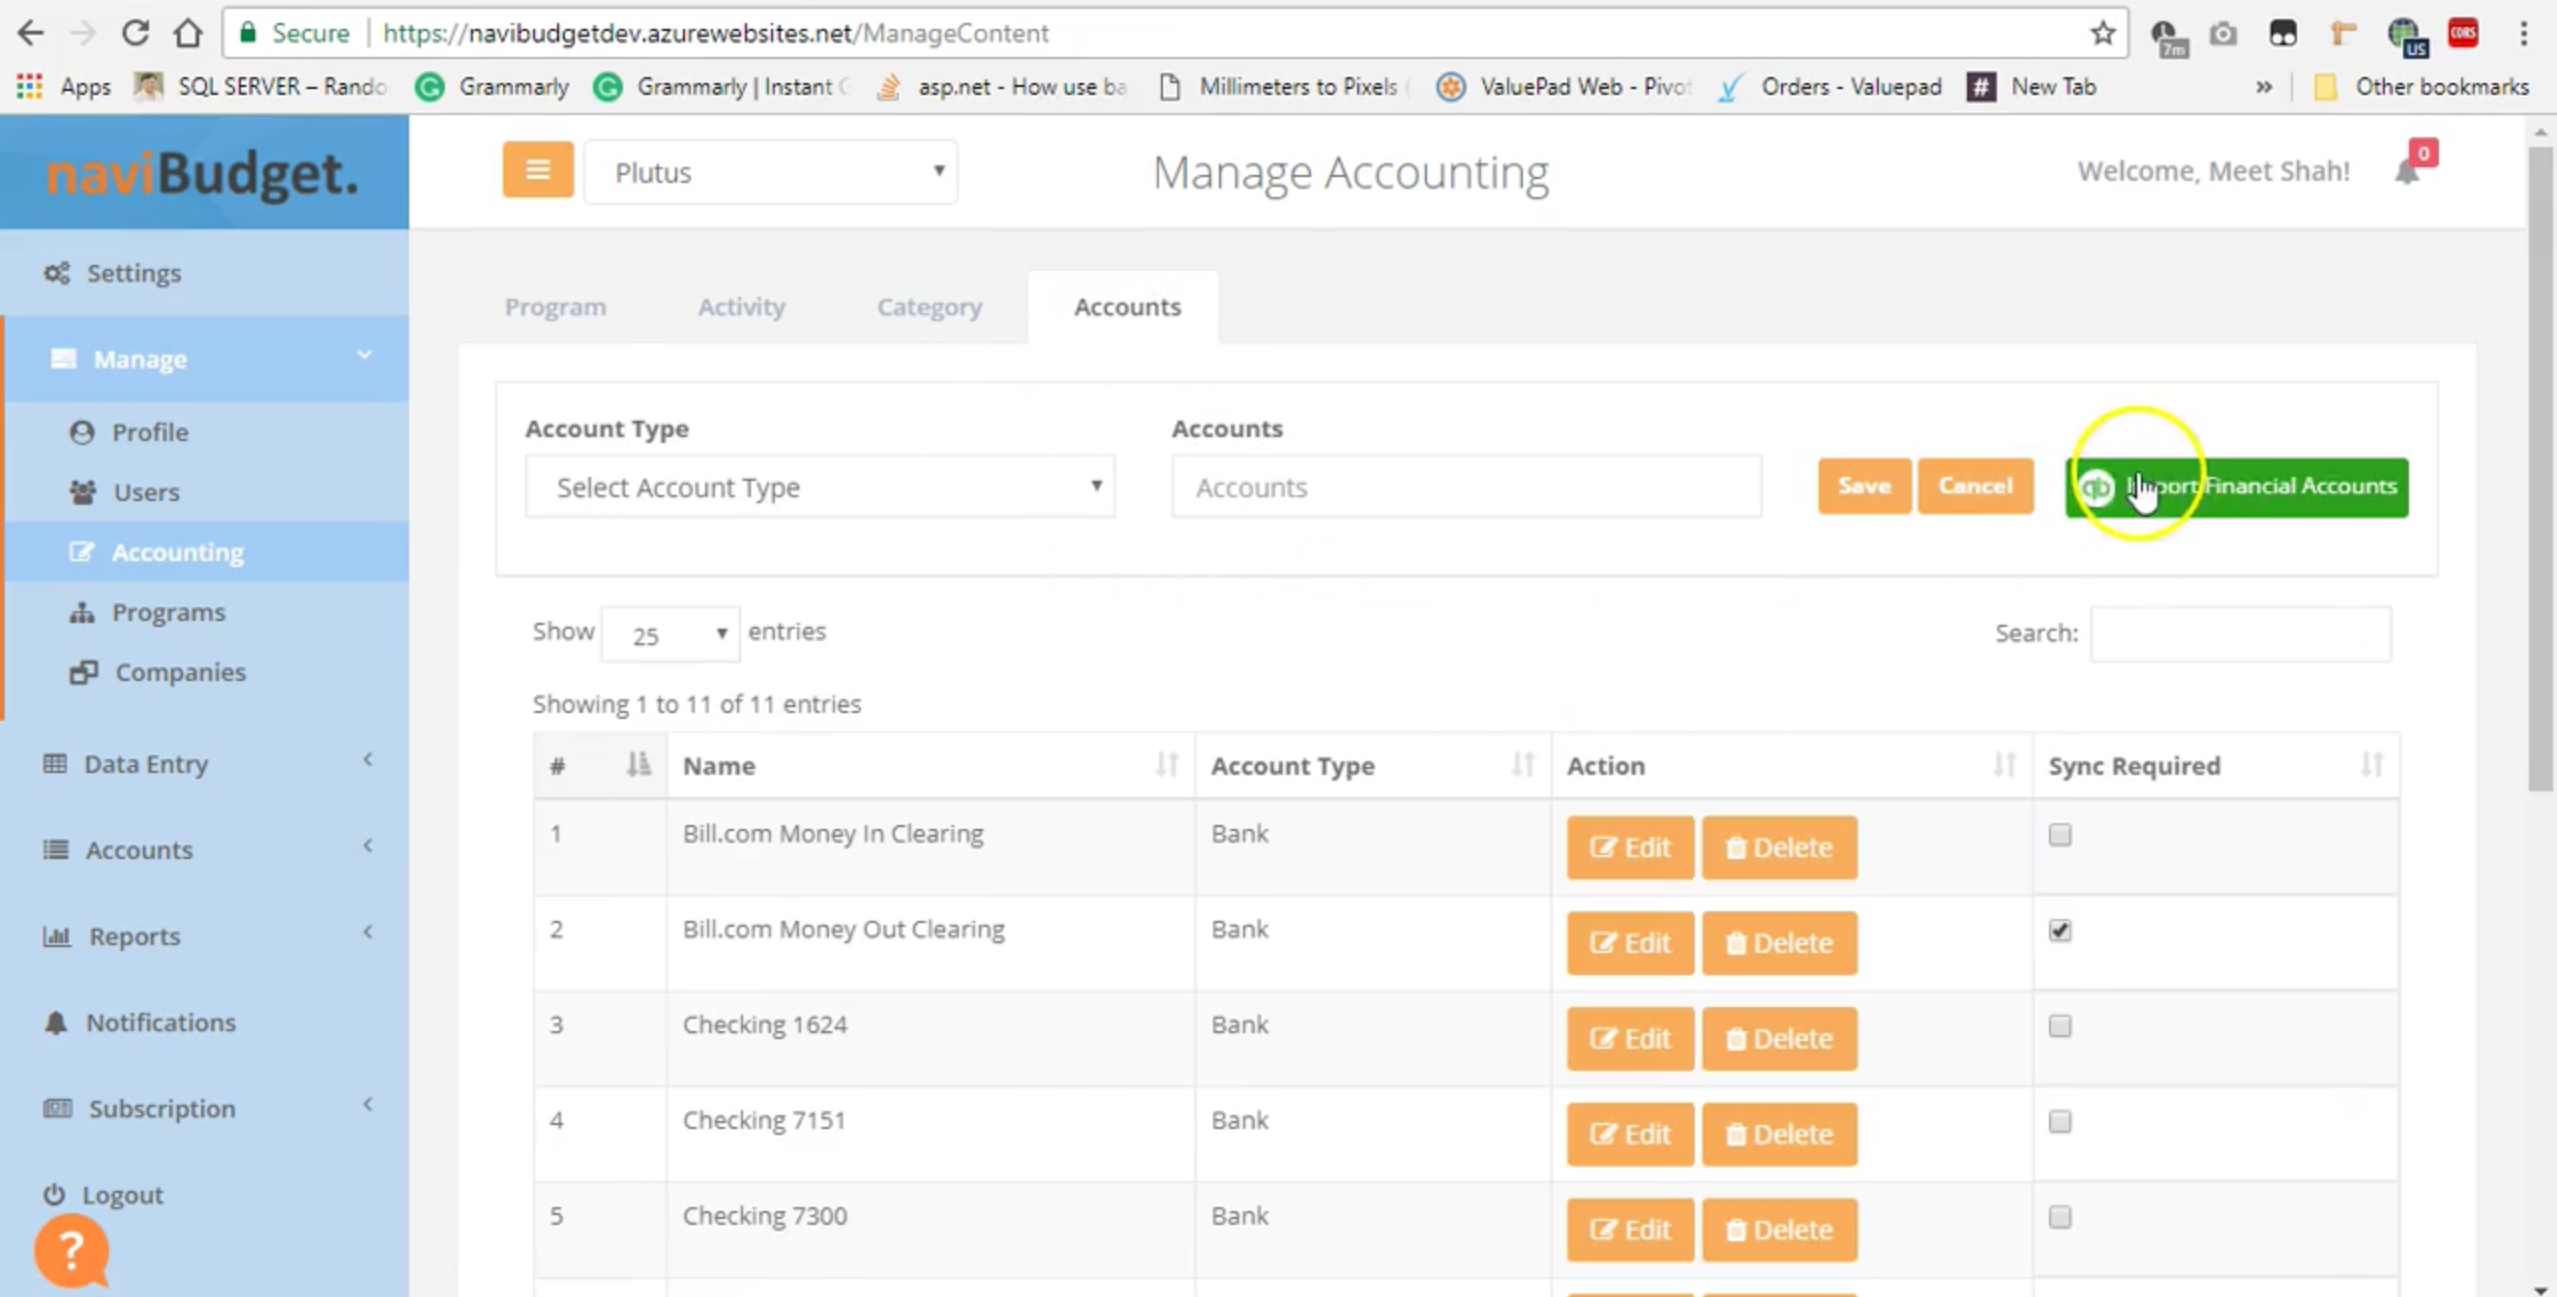 Secure https://navibudgetdev.azurewebsites.net/ManageContent 7m US CORS
Apps SQL SERVER – Rando Grammarly Grammarly | Instant asp.net - How use ba Millimeters to Pixels ValuePad Web - Pivot Orders - Valuepad # New Tab » Other bookmarks
naviBudget. Plutus Manage Accounting Welcome, Meet Shah! 0
Settings
Program Activity Category Accounts
Manage
Account Type Accounts
Profile
Select Account Type Accounts Save Cancel qb Import Financial Accounts
Users
Accounting
Programs
Show 25 entries Search:
Companies
Showing 1 to 11 of 11 entries
Data Entry
# Name Account Type Action Sync Required
1 Bill.com Money In Clearing Bank Edit Delete
Accounts
2 Bill.com Money Out Clearing Bank Edit Delete
Reports
3 Checking 1624 Bank Edit Delete
Notifications
4 Checking 7151 Bank Edit Delete
Subscription
Logout
5 Checking 7300 Bank Edit Delete
?